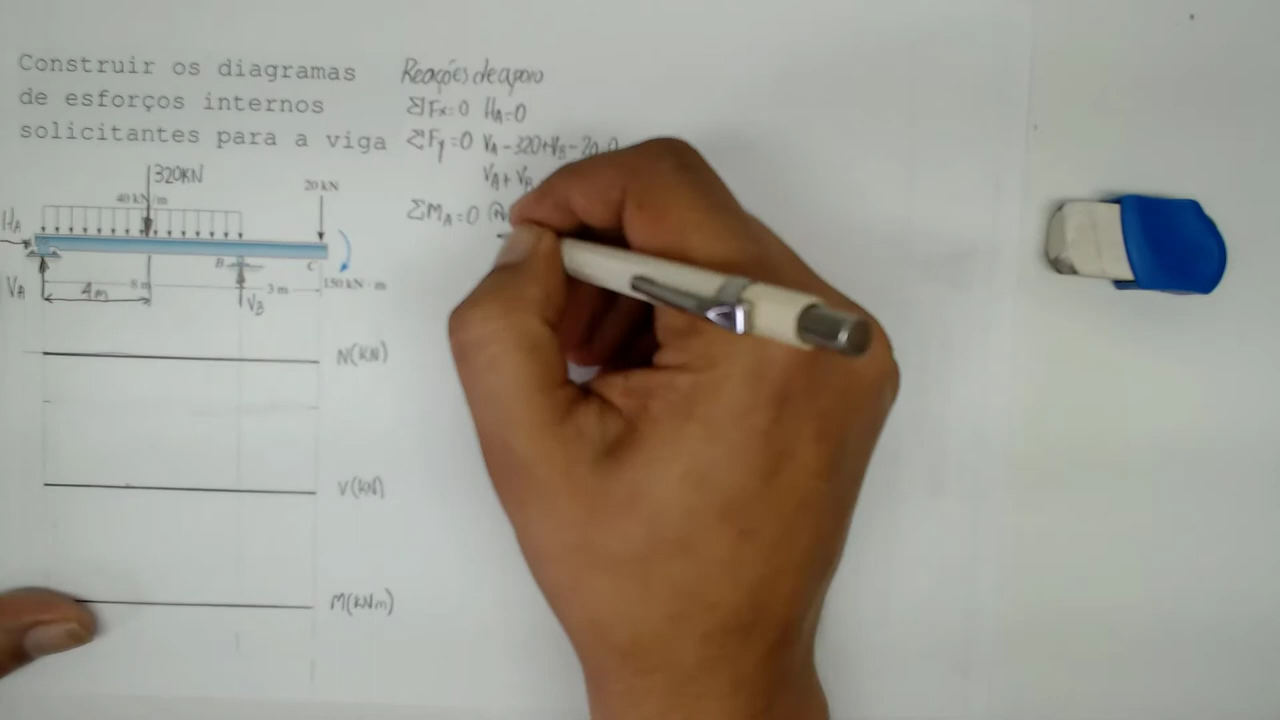 Construir os diagramas
de esforços internos
solicitantes para a viga
Reações de apoio
ΣFx=0 HA=0
ΣFy=0 VA-320+VB-20=0
VA+VB
ΣMA=0
320KN
40 kN/m
20 kN
HA
B
C
VA
4m
8 m
VB
3 m
150 kN·m
N(KN)
V(kN)
M(kNm)